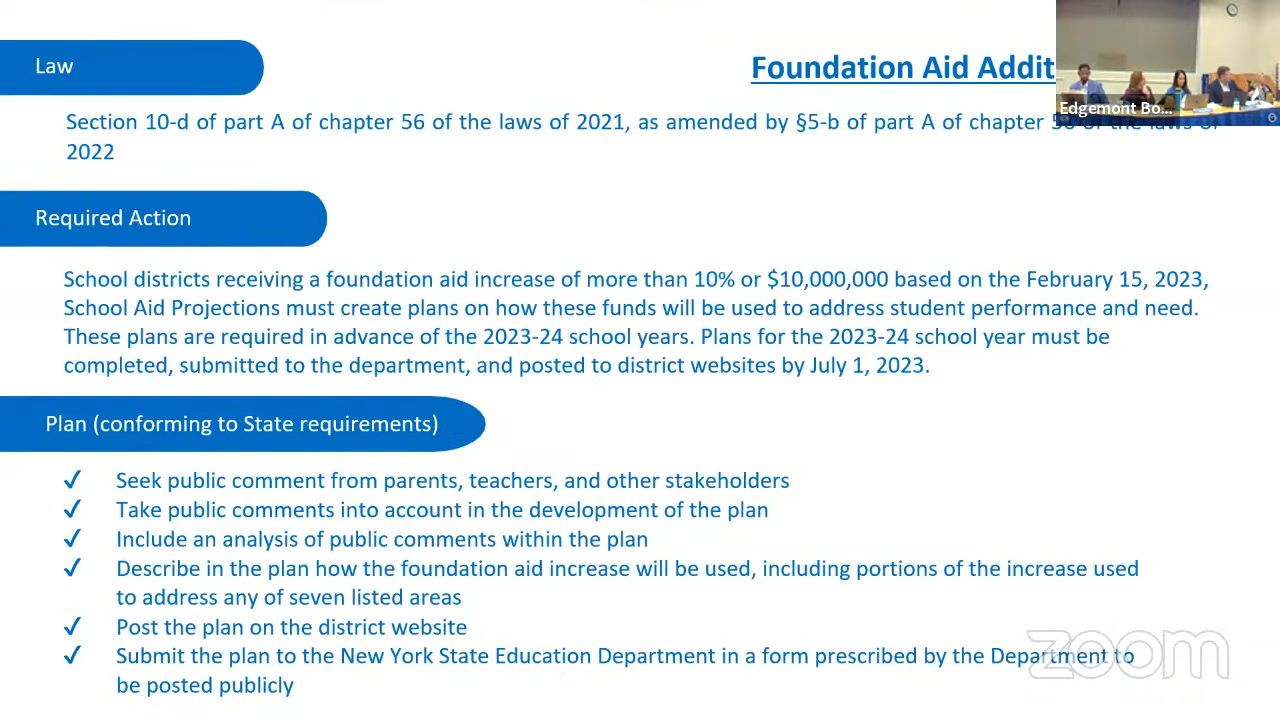 Law
Foundation Aid Addit
Edgemont Bo...
Section 10-d of part A of chapter 56 of the laws of 2021, as amended by §5-b of part A of chapter 56 of the laws of
2022
Required Action
School districts receiving a foundation aid increase of more than 10% or $10,000,000 based on the February 15, 2023,
School Aid Projections must create plans on how these funds will be used to address student performance and need.
These plans are required in advance of the 2023-24 school years. Plans for the 2023-24 school year must be
completed, submitted to the department, and posted to district websites by July 1, 2023.
Plan (conforming to State requirements)
✓ Seek public comment from parents, teachers, and other stakeholders
✓ Take public comments into account in the development of the plan
✓ Include an analysis of public comments within the plan
✓ Describe in the plan how the foundation aid increase will be used, including portions of the increase used
to address any of seven listed areas
✓ Post the plan on the district website
✓ Submit the plan to the New York State Education Department in a form prescribed by the Department to
be posted publicly
zoom